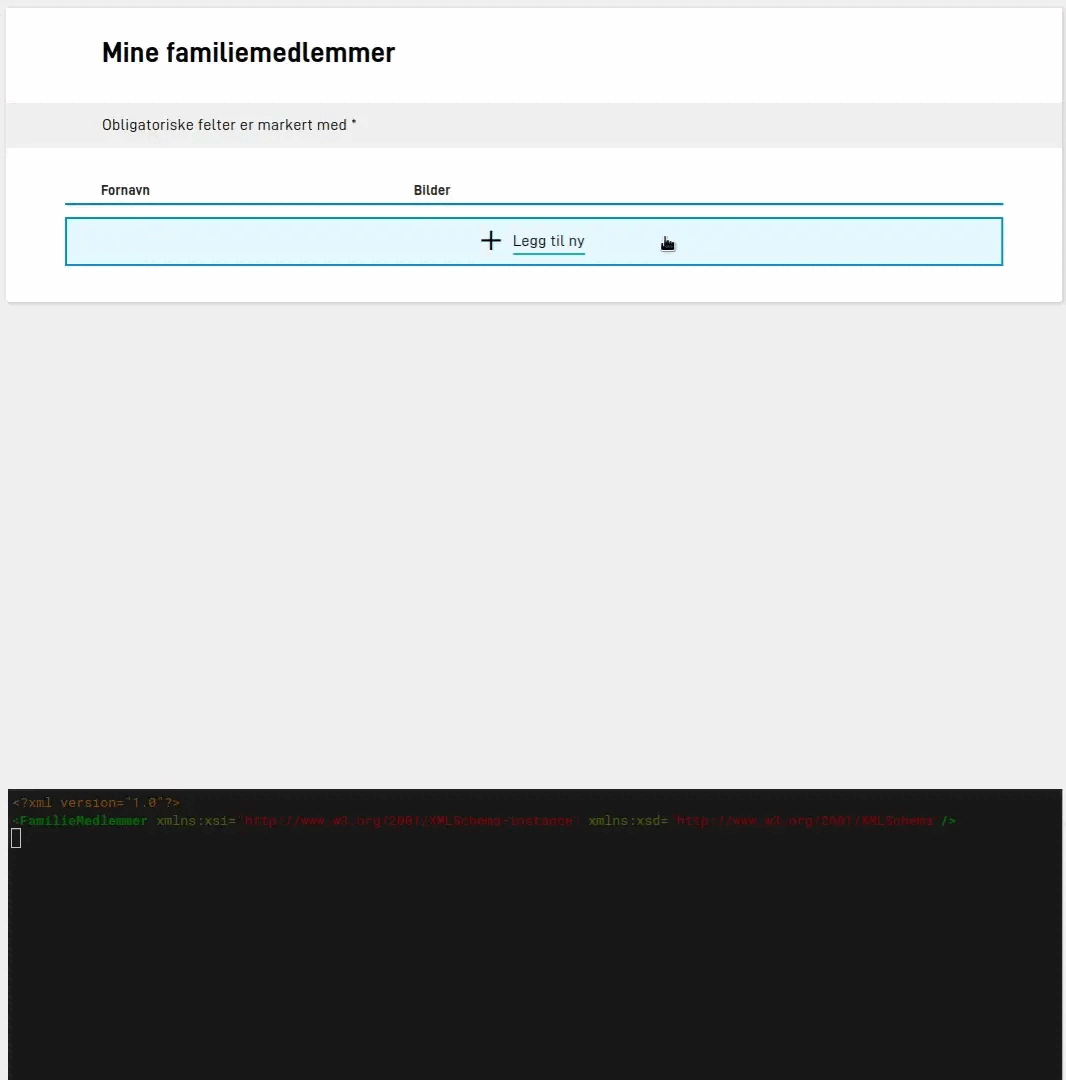 Mine familiemedlemmer
Obligatoriske felter er markert med *
Fornavn Bilder
Legg til ny
<?xml version="1.0"?>
<FamilieMedlemmer xmlns:xsi="http://www.w3.org/2001/XMLSchema-instance" xmlns:xsd="http://www.w3.org/2001/XMLSchema"/>